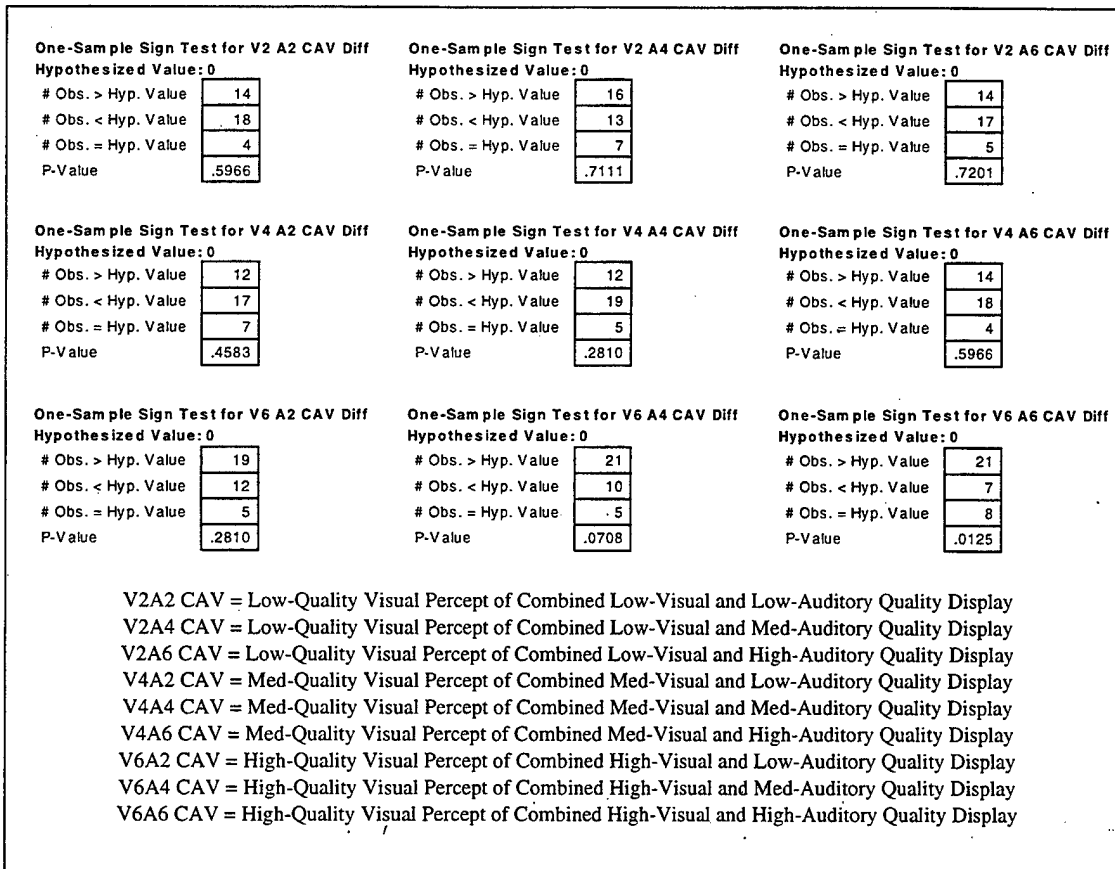 One-Sample Sign Test for V2 A2 CAV Diff
Hypothesized Value: 0
# Obs. > Hyp. Value 14
# Obs. < Hyp. Value 18
# Obs. = Hyp. Value 4
P-Value .5966
One-Sample Sign Test for V2 A4 CAV Diff
Hypothesized Value: 0
# Obs. > Hyp. Value 16
# Obs. < Hyp. Value 13
# Obs. = Hyp. Value 7
P-Value .7111
One-Sample Sign Test for V2 A6 CAV Diff
Hypothesized Value: 0
# Obs. > Hyp. Value 14
# Obs. < Hyp. Value 17
# Obs. = Hyp. Value 5
P-Value .7201
One-Sample Sign Test for V4 A2 CAV Diff
Hypothesized Value: 0
# Obs. > Hyp. Value 12
# Obs. < Hyp. Value 17
# Obs. = Hyp. Value 7
P-Value .4583
One-Sample Sign Test for V4 A4 CAV Diff
Hypothesized Value: 0
# Obs. > Hyp. Value 12
# Obs. < Hyp. Value 19
# Obs. = Hyp. Value 5
P-Value .2810
One-Sample Sign Test for V4 A6 CAV Diff
Hypothesized Value: 0
# Obs. > Hyp. Value 14
# Obs. < Hyp. Value 18
# Obs. = Hyp. Value 4
P-Value .5966
One-Sample Sign Test for V6 A2 CAV Diff
Hypothesized Value: 0
# Obs. > Hyp. Value 19
# Obs. < Hyp. Value 12
# Obs. = Hyp. Value 5
P-Value .2810
One-Sample Sign Test for V6 A4 CAV Diff
Hypothesized Value: 0
# Obs. > Hyp. Value 21
# Obs. < Hyp. Value 10
# Obs. = Hyp. Value 5
P-Value .0708
One-Sample Sign Test for V6 A6 CAV Diff
Hypothesized Value: 0
# Obs. > Hyp. Value 21
# Obs. < Hyp. Value 7
# Obs. = Hyp. Value 8
P-Value .0125
V2A2 CAV = Low-Quality Visual Percept of Combined Low-Visual and Low-Auditory Quality Display
V2A4 CAV = Low-Quality Visual Percept of Combined Low-Visual and Med-Auditory Quality Display
V2A6 CAV = Low-Quality Visual Percept of Combined Low-Visual and High-Auditory Quality Display
V4A2 CAV = Med-Quality Visual Percept of Combined Med-Visual and Low-Auditory Quality Display
V4A4 CAV = Med-Quality Visual Percept of Combined Med-Visual and Med-Auditory Quality Display
V4A6 CAV = Med-Quality Visual Percept of Combined Med-Visual and High-Auditory Quality Display
V6A2 CAV = High-Quality Visual Percept of Combined High-Visual and Low-Auditory Quality Display
V6A4 CAV = High-Quality Visual Percept of Combined High-Visual and Med-Auditory Quality Display
V6A6 CAV = High-Quality Visual Percept of Combined High-Visual and High-Auditory Quality Display